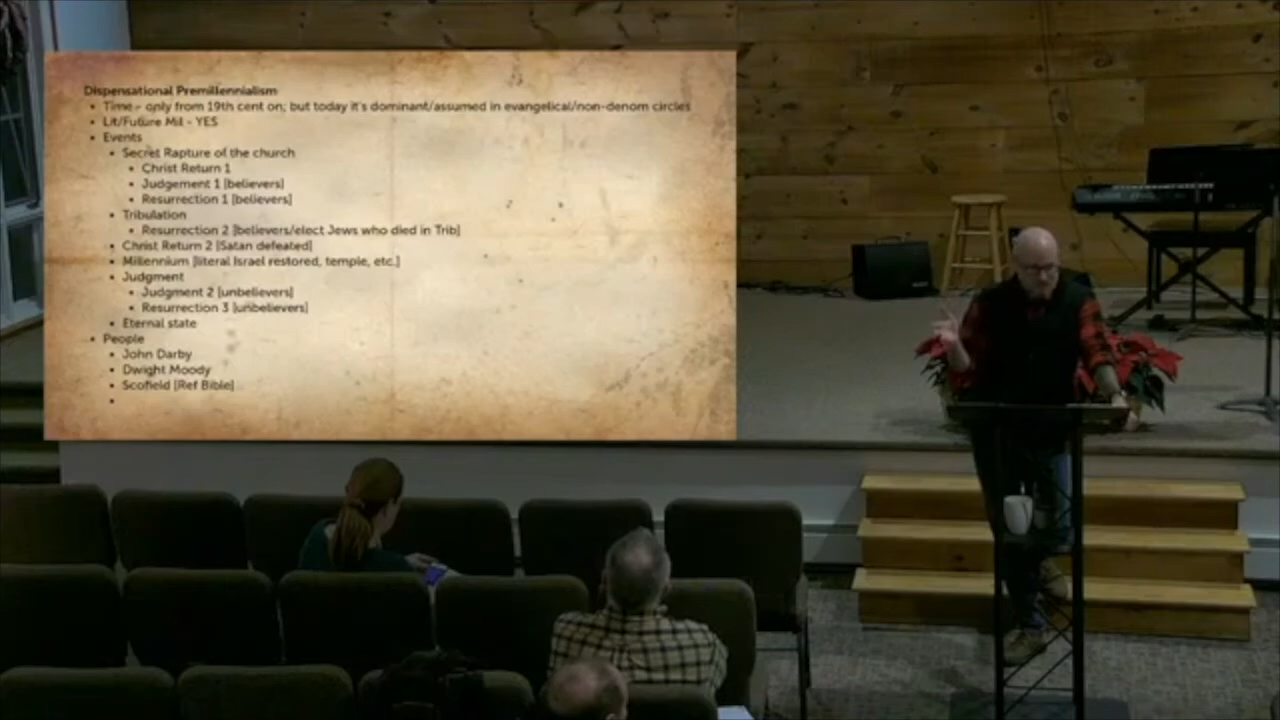 Dispensational Premillennialism
• Time - only from 19th cent on; but today it's dominant/assumed in evangelical/non-denom circles
• Lit/Future Mil - YES
• Events
• Secret Rapture of the church
• Christ Return 1
• Judgement 1 [believers]
• Resurrection 1 [believers]
• Tribulation
• Resurrection 2 [believers/elect Jews who died in Trib]
• Christ Return 2 [Satan defeated]
• Millennium [literal Israel restored, temple, etc.]
• Judgment
• Judgment 2 [unbelievers]
• Resurrection 3 [unbelievers]
• Eternal state
• People
• John Darby
• Dwight Moody
• Scofield [Ref Bible]
•